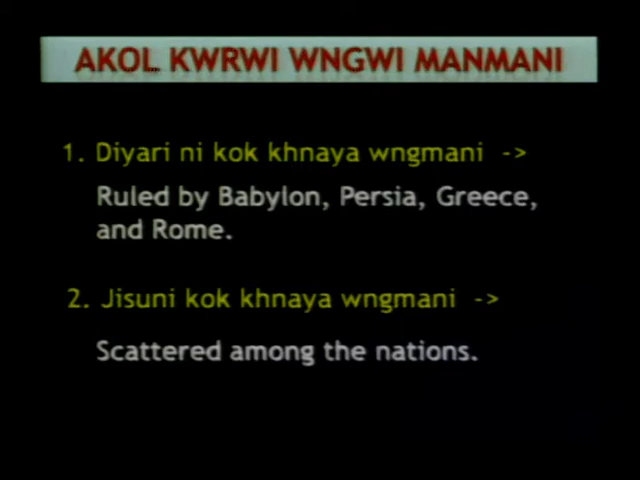 AKOL KWRWI WNGWI MANMANI
1. Diyari ni kok khnaya wngmani ->
Ruled by Babylon, Persia, Greece,
and Rome.
2. Jisuni kok khnaya wngmani ->
Scattered among the nations.